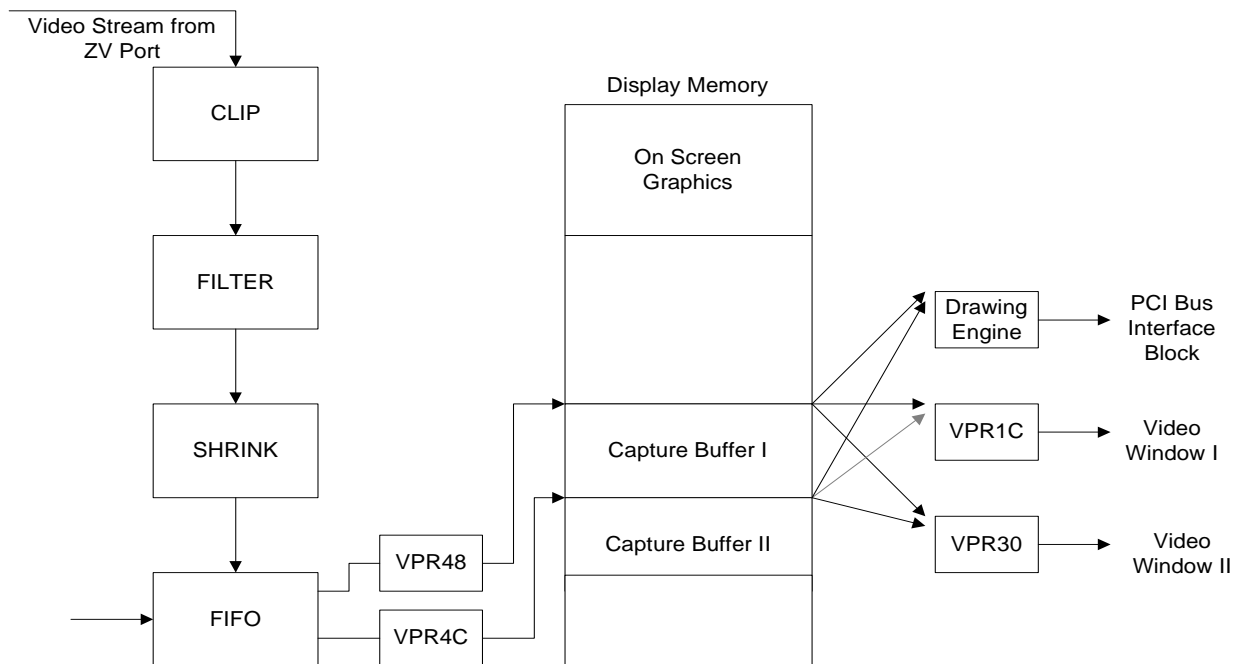 Video Stream from
ZV Port
CLIP
FILTER
SHRINK
FIFO
VPR48
VPR4C
Display Memory
On Screen
Graphics
Capture Buffer I
Capture Buffer II
Drawing
Engine
PCI Bus
Interface
Block
VPR1C
Video
Window I
VPR30
Video
Window II